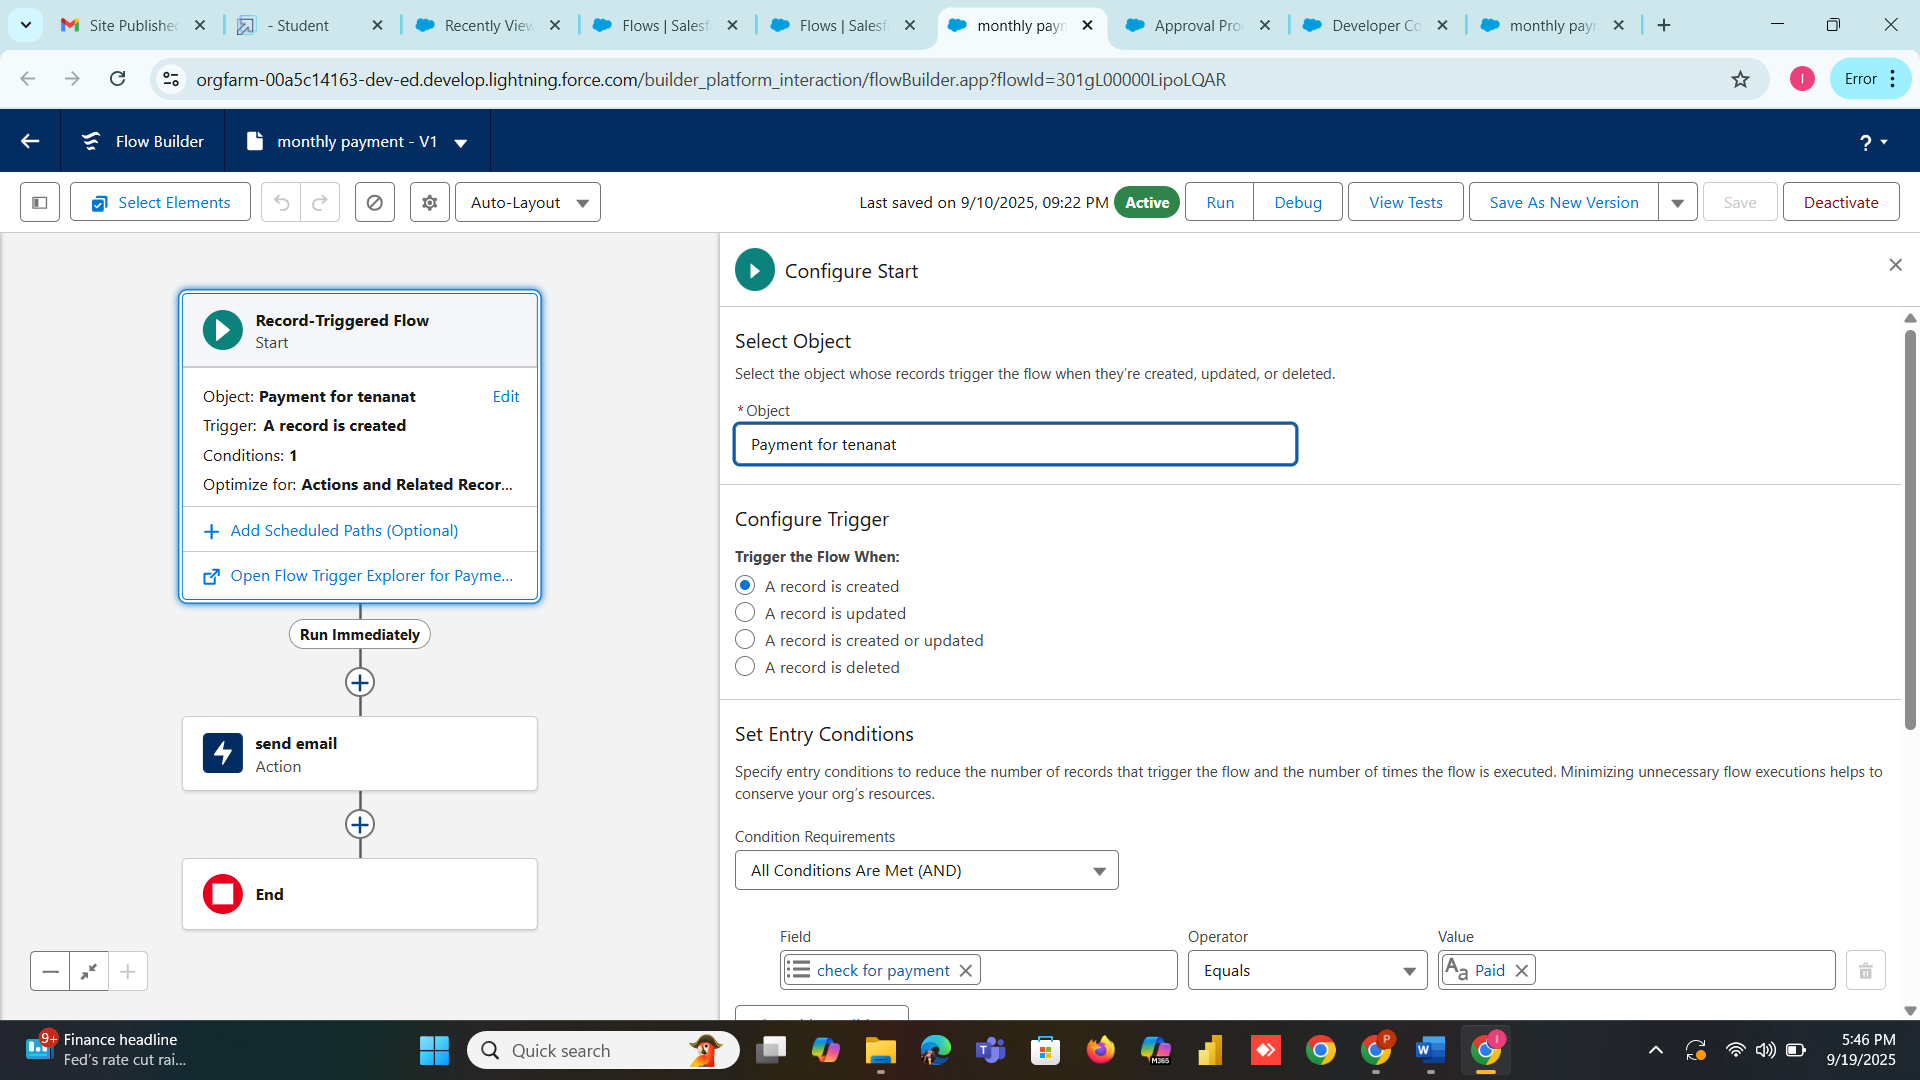 Site Published
- Student
Recently View
Flows | Salesf
Flows | Salesf
monthly paym
Approval Pro
Developer Co
monthly paym
orgfarm-00a5c14163-dev-ed.develop.lightning.force.com/builder_platform_interaction/flowBuilder.app?flowId=301gL00000LipoLQAR
I
Error
Flow Builder
monthly payment - V1
?
Select Elements
Auto-Layout
Last saved on 9/10/2025, 09:22 PM
Active
Run
Debug
View Tests
Save As New Version
Save
Deactivate
Record-Triggered Flow
Start
Object: Payment for tenanat
Edit
Trigger: A record is created
Conditions: 1
Optimize for: Actions and Related Recor...
Add Scheduled Paths (Optional)
Open Flow Trigger Explorer for Payme...
Run Immediately
send email
Action
End
Configure Start
Select Object
Select the object whose records trigger the flow when they're created, updated, or deleted.
*Object
Payment for tenanat
Configure Trigger
Trigger the Flow When:
A record is created
A record is updated
A record is created or updated
A record is deleted
Set Entry Conditions
Specify entry conditions to reduce the number of records that trigger the flow and the number of times the flow is executed. Minimizing unnecessary flow executions helps to
conserve your org's resources.
Condition Requirements
All Conditions Are Met (AND)
Field
Operator
Value
check for payment
Equals
Aa Paid
9+
Finance headline
Fed's rate cut rai...
Quick search
M365
P
I
5:46 PM
9/19/2025